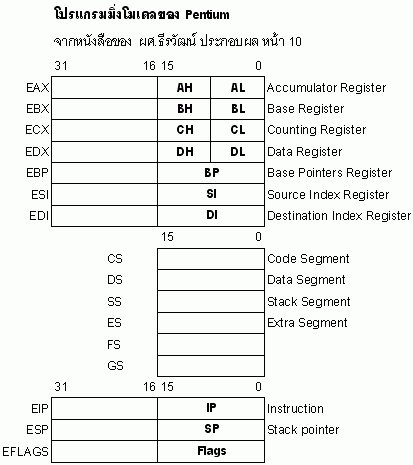 โปรแกรมมิ่งโมเดลของ Pentium
จากหนังสือของ ผศ.ธีรวัฒน์ ประกอบผล หน้า 10
31 16 15 0
EAX AH AL Accumulator Register
EBX BH BL Base Register
ECX CH CL Counting Register
EDX DH DL Data Register
EBP BP Base Pointers Register
ESI SI Source Index Register
EDI DI Destination Index Register
15 0
CS Code Segment
DS Data Segment
SS Stack Segment
ES Extra Segment
FS
GS
31 16 15 0
EIP IP Instruction
ESP SP Stack pointer
EFLAGS Flags